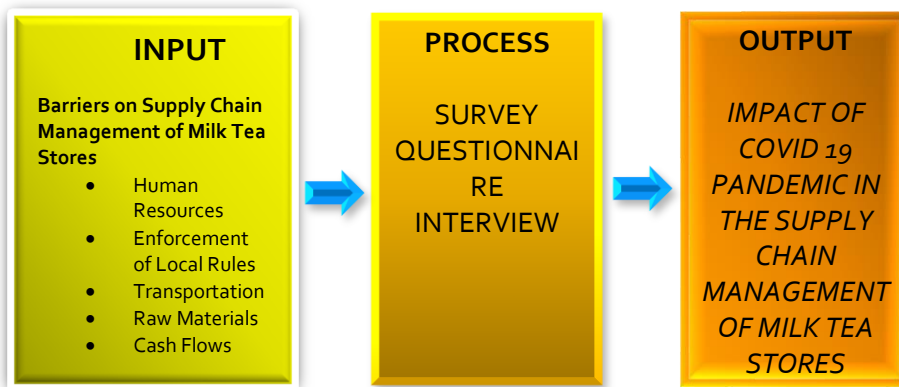 INPUT
Barriers on Supply Chain
Management of Milk Tea
Stores
• Human
Resources
• Enforcement
of Local Rules
• Transportation
• Raw Materials
• Cash Flows
PROCESS
SURVEY
QUESTIONNAI
RE
INTERVIEW
OUTPUT
IMPACT OF
COVID 19
PANDEMIC IN
THE SUPPLY
CHAIN
MANAGEMENT
OF MILK TEA
STORES